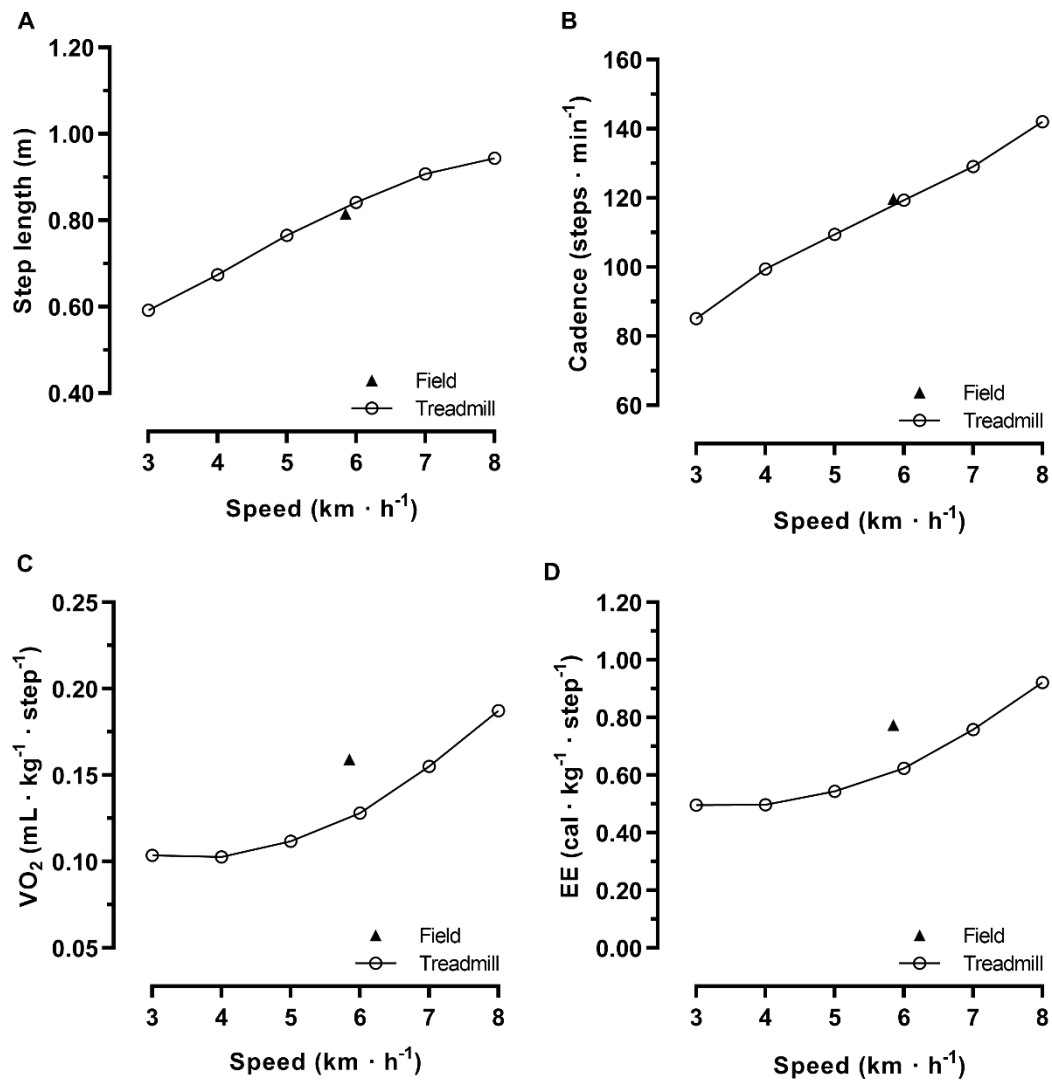 A
1.20
1.00
0.80
0.60
0.40
Step length (m)
Field
Treadmill
3 4 5 6 7 8
Speed (km · h⁻¹)
B
160
140
120
100
80
60
Cadence (steps · min⁻¹)
Field
Treadmill
3 4 5 6 7 8
Speed (km · h⁻¹)
C
0.25
0.20
0.15
0.10
0.05
VO₂ (mL · kg⁻¹ · step⁻¹)
Field
Treadmill
3 4 5 6 7 8
Speed (km · h⁻¹)
D
1.20
1.00
0.80
0.60
0.40
0.20
0.00
EE (cal · kg⁻¹ · step⁻¹)
Field
Treadmill
3 4 5 6 7 8
Speed (km · h⁻¹)